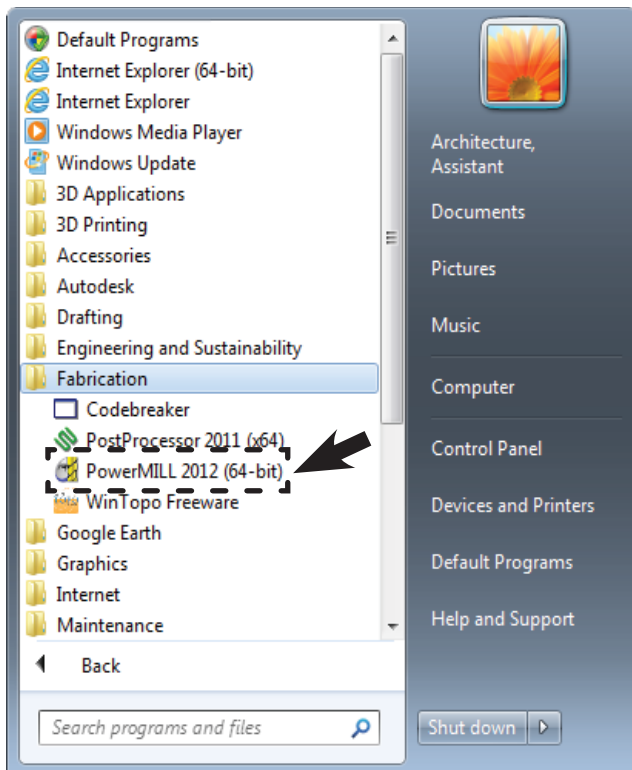 Default Programs
Internet Explorer (64-bit)
Internet Explorer
Windows Media Player
Windows Update
3D Applications
3D Printing
Accessories
Autodesk
Drafting
Engineering and Sustainability
Fabrication
Codebreaker
PostProcessor 2011 (x64)
PowerMILL 2012 (64-bit)
WinTopo Freeware
Google Earth
Graphics
Internet
Maintenance
Back
Search programs and files
Architecture,
Assistant
Documents
Pictures
Music
Computer
Control Panel
Devices and Printers
Default Programs
Help and Support
Shut down